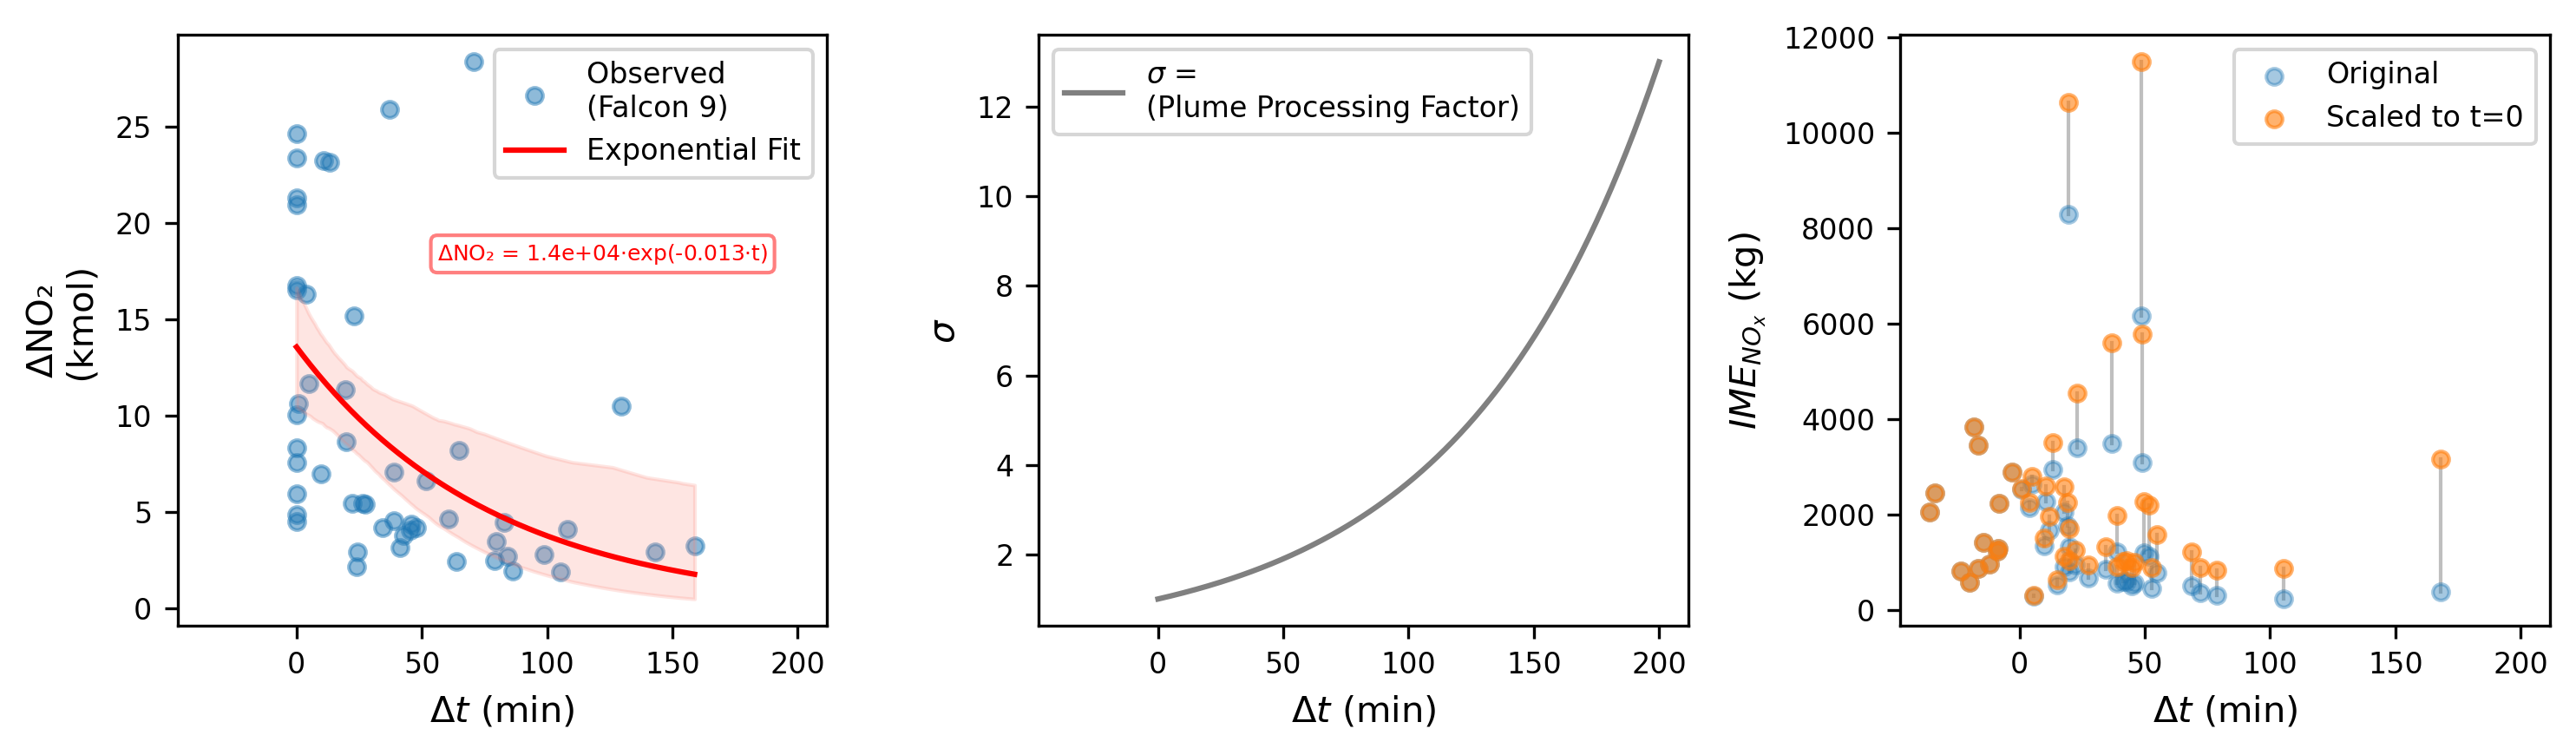 ΔNO₂
(kmol)
25
20
15
10
5
0
Observed
(Falcon 9)
Exponential Fit
ΔNO₂ = 1.4e+04·exp(-0.013·t)
0 50 100 150 200
Δt (min)
σ
12
10
8
6
4
2
σ =
(Plume Processing Factor)
0 50 100 150 200
Δt (min)
IME_{NO_x} (kg)
12000
10000
8000
6000
4000
2000
0
Original
Scaled to t=0
0 50 100 150 200
Δt (min)